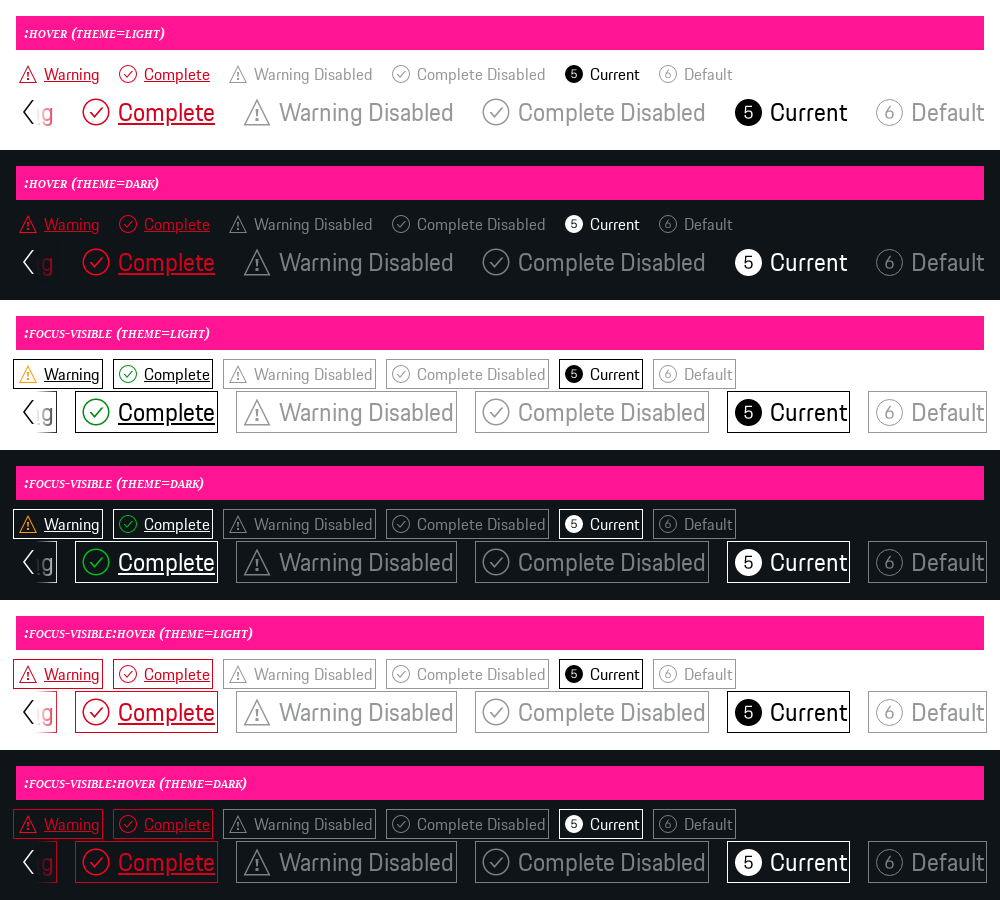 :hover (theme=light)
Warning Complete Warning Disabled Complete Disabled 5 Current 6 Default
g Complete Warning Disabled Complete Disabled 5 Current 6 Default
:hover (theme=dark)
Warning Complete Warning Disabled Complete Disabled 5 Current 6 Default
g Complete Warning Disabled Complete Disabled 5 Current 6 Default
:focus-visible (theme=light)
Warning Complete Warning Disabled Complete Disabled 5 Current 6 Default
g Complete Warning Disabled Complete Disabled 5 Current 6 Default
:focus-visible (theme=dark)
Warning Complete Warning Disabled Complete Disabled 5 Current 6 Default
g Complete Warning Disabled Complete Disabled 5 Current 6 Default
:focus-visible:hover (theme=light)
Warning Complete Warning Disabled Complete Disabled 5 Current 6 Default
g Complete Warning Disabled Complete Disabled 5 Current 6 Default
:focus-visible:hover (theme=dark)
Warning Complete Warning Disabled Complete Disabled 5 Current 6 Default
g Complete Warning Disabled Complete Disabled 5 Current 6 Default